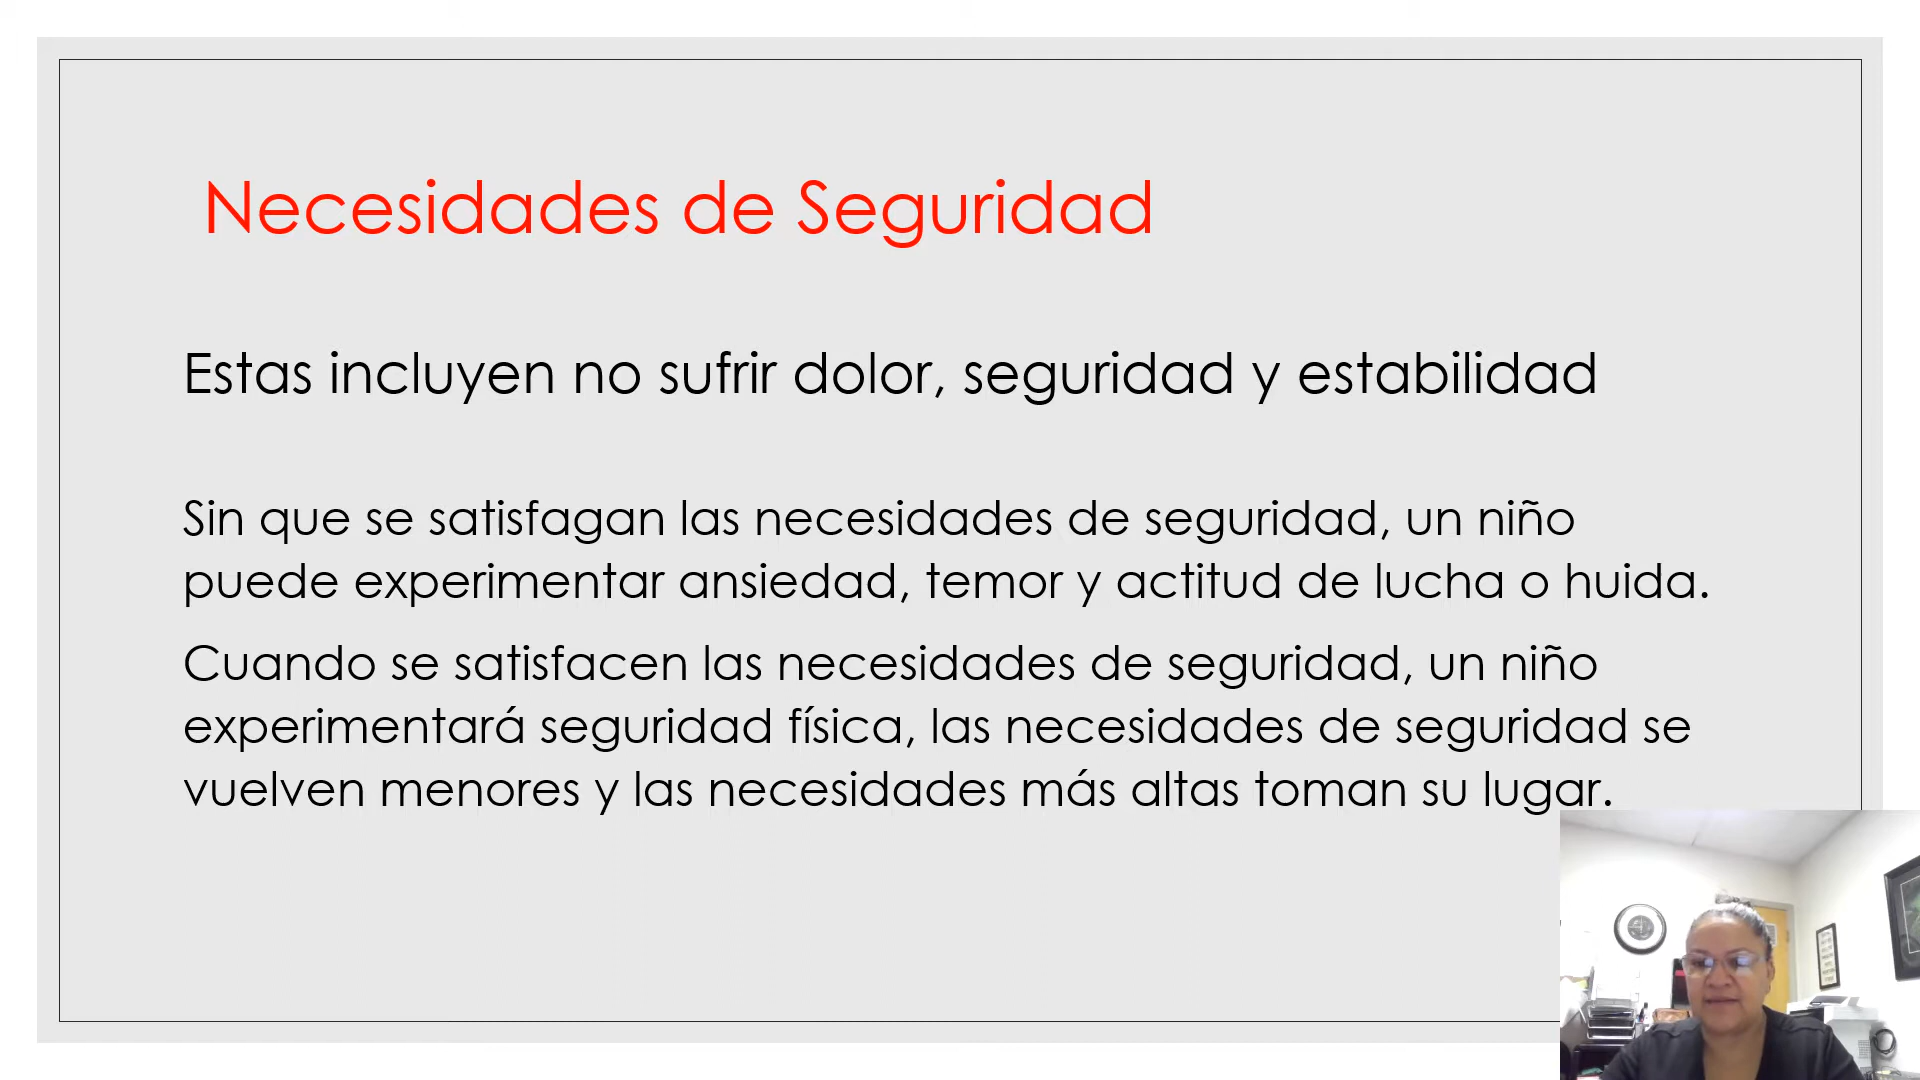 Necesidades de Seguridad
Estas incluyen no sufrir dolor, seguridad y estabilidad
Sin que se satisfagan las necesidades de seguridad, un niño
puede experimentar ansiedad, temor y actitud de lucha o huida.
Cuando se satisfacen las necesidades de seguridad, un niño
experimentará seguridad física, las necesidades de seguridad se
vuelven menores y las necesidades más altas toman su lugar.